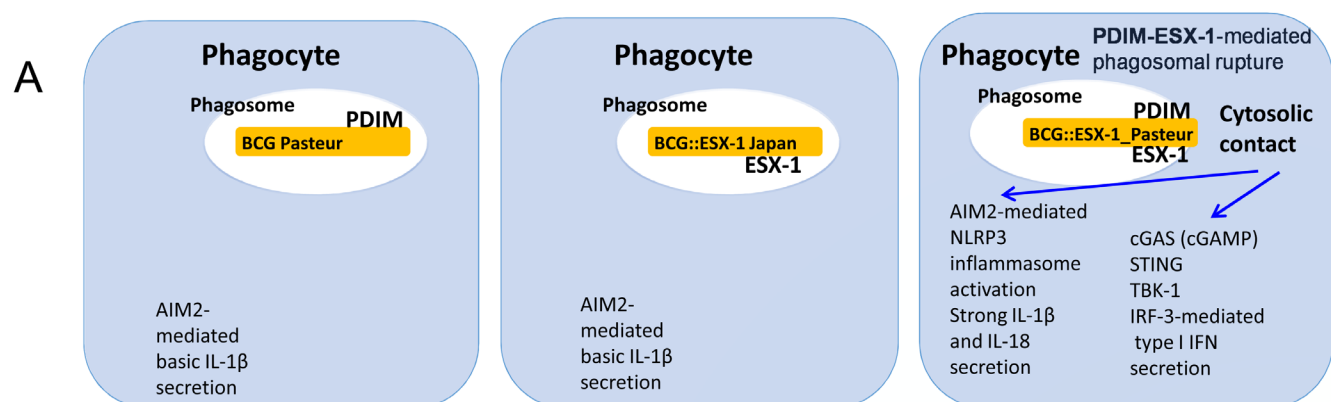 A
Phagocyte
Phagosome
PDIM
BCG Pasteur
AIM2-
mediated
basic IL-1β
secretion
Phagocyte
Phagosome
BCG::ESX-1 Japan
ESX-1
AIM2-
mediated
basic IL-1β
secretion
Phagocyte
PDIM-ESX-1-mediated
phagosomal rupture
Phagosome
PDIM
BCG::ESX-1_Pasteur
ESX-1
Cytosolic
contact
AIM2-mediated
NLRP3
inflammasome
activation
Strong IL-1β
and IL-18
secretion
cGAS (cGAMP)
STING
TBK-1
IRF-3-mediated
type I IFN
secretion